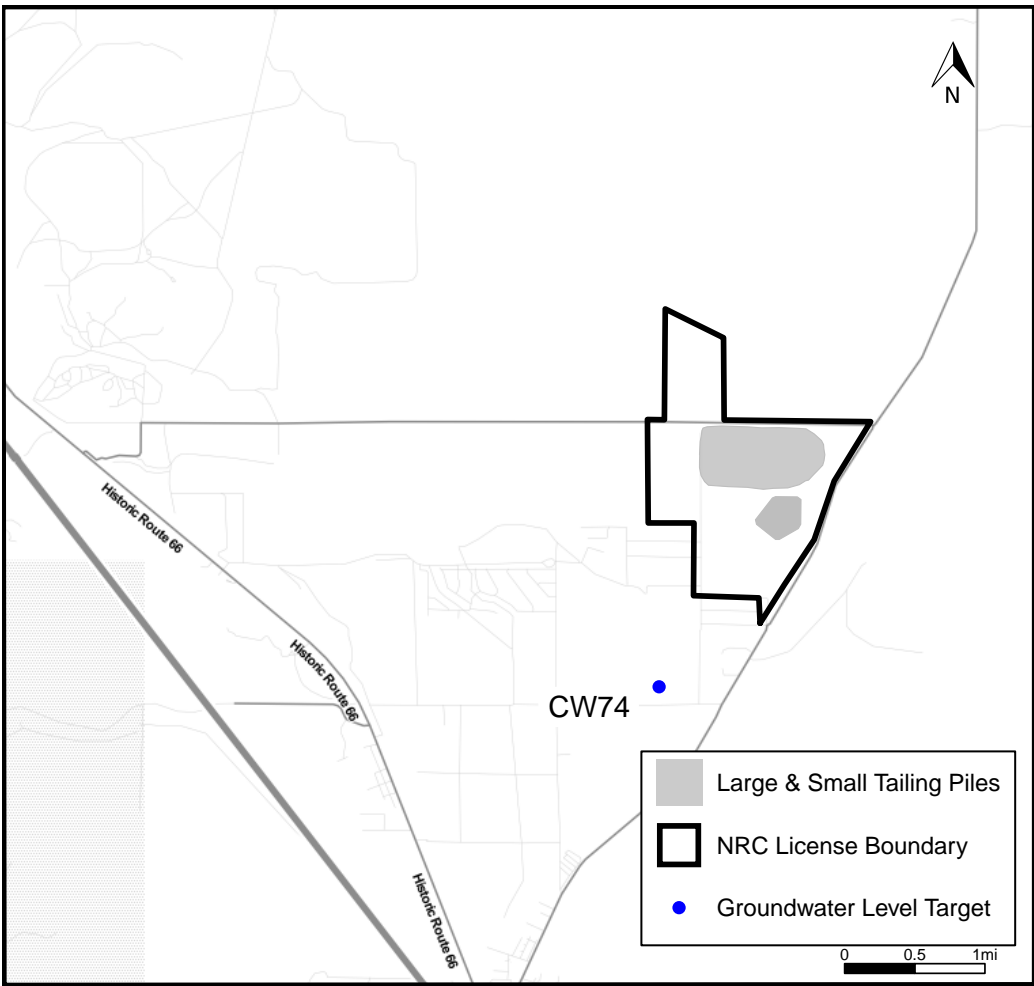 N
Historic Route 66
Historic Route 66
CW74
Large & Small Tailing Piles
NRC License Boundary
Historic Route 66
Groundwater Level Target
0 0.5 1mi